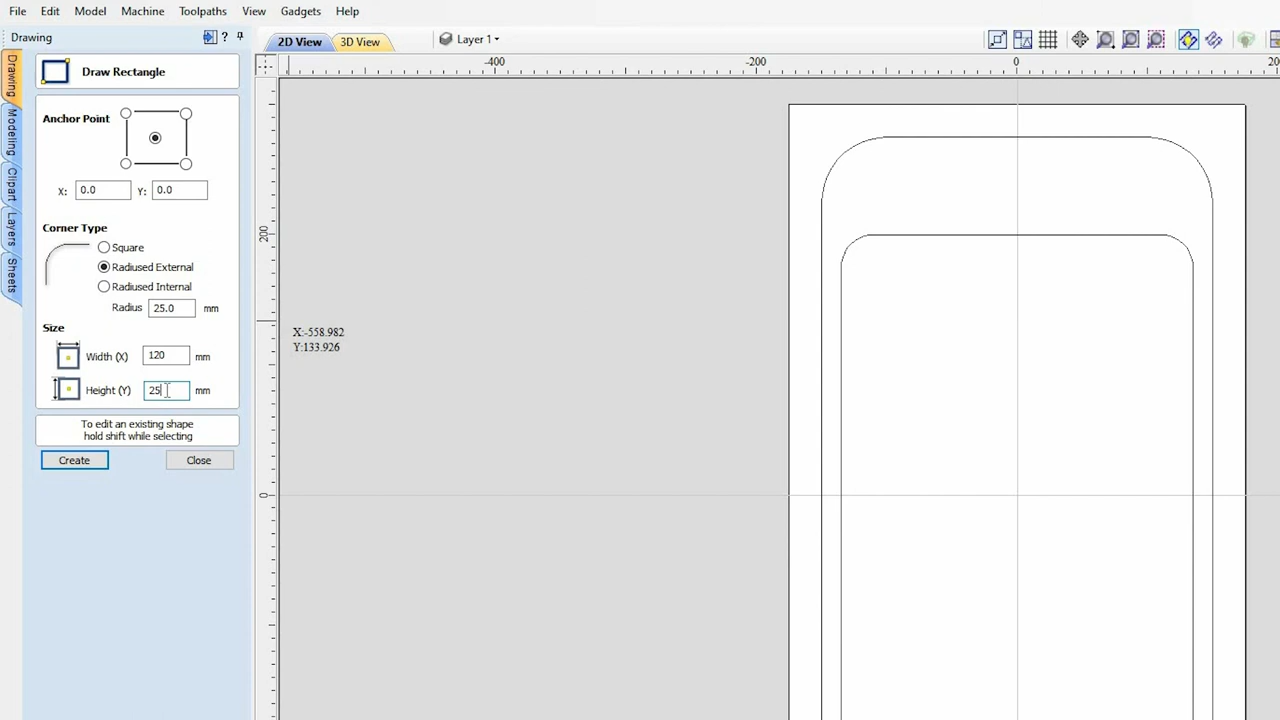 File Edit Model Machine Toolpaths View Gadgets Help
Drawing ?
2D View 3D View Layer 1
Draw Rectangle
-400 -200 0
Drawing
Modeling
Clipart
Layers
Sheets
Anchor Point
X: 0.0 Y: 0.0
Corner Type
Square
Radiused External
Radiused Internal
Radius 25.0 mm
Size
Width (X) 120 mm
Height (Y) 25 mm
To edit an existing shape
hold shift while selecting
Create Close
200
0
X:-558.982
Y:133.926